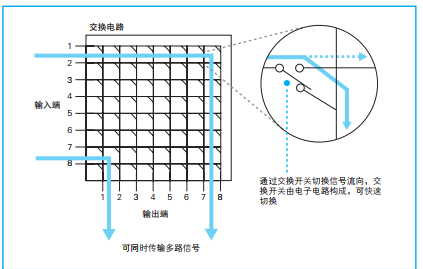 交换电路
1
2
3
4
5
6
7
8
输入端
1 2 3 4 5 6 7 8
输出端
可同时传输多路信号
通过交换开关切换信号流向，交
换开关由电子电路构成，可快速
切换